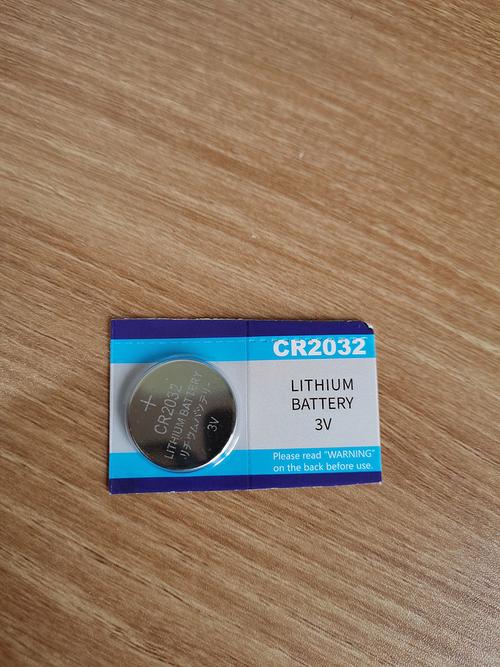 +
CR2032
LITHIUM BATTERY
リチウムバッテリー
3V
CR2032
LITHIUM
BATTERY
3V
Please read "WARNING"
on the back before use.